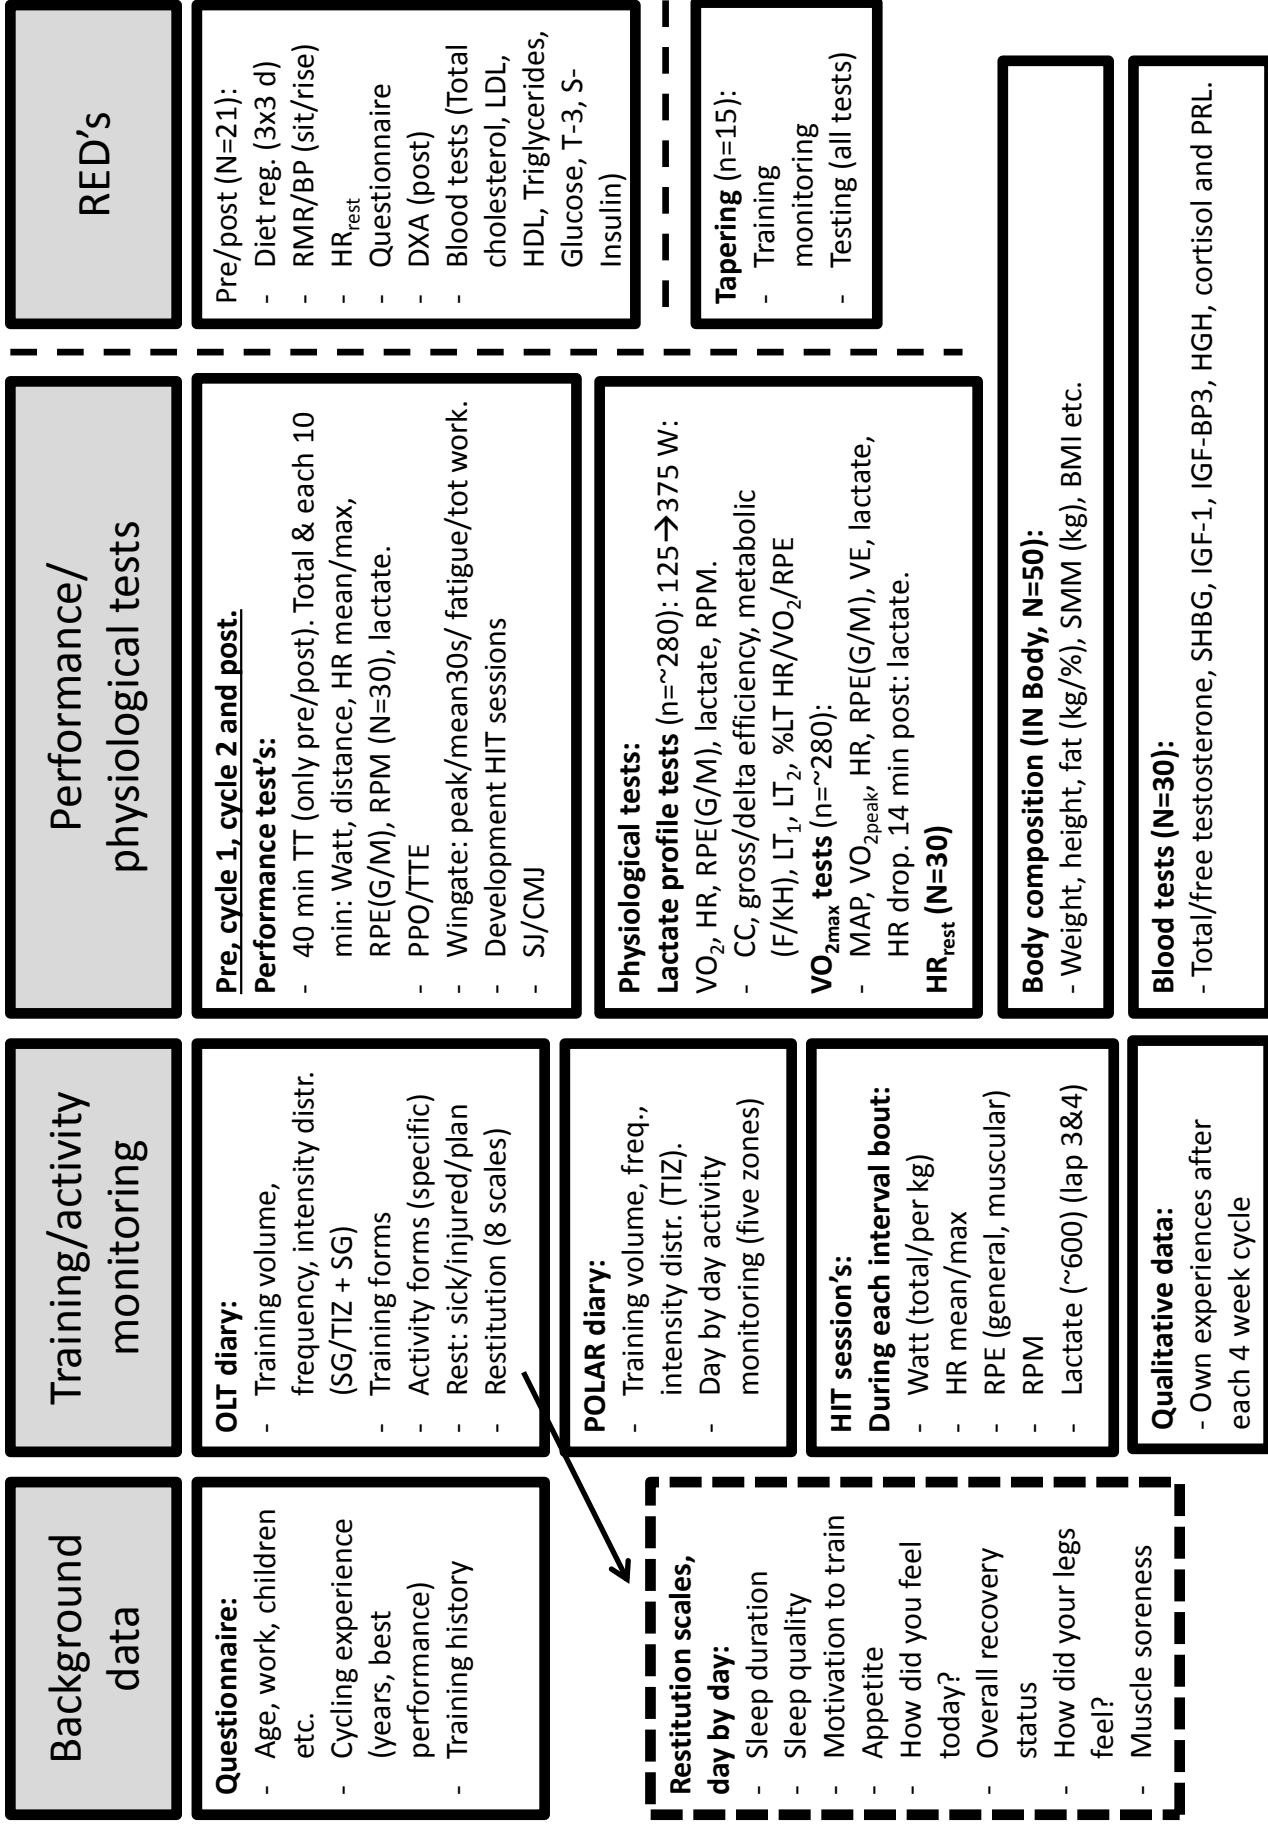 Background
data
Questionnaire:
- Age, work, children
etc.
- Cycling experience
(years, best
performance)
- Training history
Restitution scales,
day by day:
- Sleep duration
- Sleep quality
- Motivation to train
- Appetite
- How did you feel
today?
- Overall recovery
status
- How did your legs
feel?
- Muscle soreness
Training/activity
monitoring
OLT diary:
- Training volume,
frequency, intensity distr.
(SG/TIZ + SG)
- Training forms
- Activity forms (specific)
- Rest: sick/injured/plan
- Restitution (8 scales)
POLAR diary:
- Training volume, freq.,
intensity distr. (TIZ).
- Day by day activity
monitoring (five zones)
HIT session's:
During each interval bout:
- Watt (total/per kg)
- HR mean/max
- RPE (general, muscular)
- RPM
- Lactate (~600) (lap 3&4)
Qualitative data:
- Own experiences after
each 4 week cycle
Performance/
physiological tests
Pre, cycle 1, cycle 2 and post.
Performance test's:
- 40 min TT (only pre/post). Total & each 10
min: Watt, distance, HR mean/max,
RPE(G/M), RPM (N=30), lactate.
- PPO/TTE
- Wingate: peak/mean30s/ fatigue/tot work.
- Development HIT sessions
- SJ/CMJ
Physiological tests:
Lactate profile tests (n=~280): 125→375 W:
VO2, HR, RPE(G/M), lactate, RPM.
- CC, gross/delta efficiency, metabolic
(F/KH), LT1, LT2, %LT HR/VO2/RPE
VO2max tests (n=~280):
- MAP, VO2peak, HR, RPE(G/M), VE, lactate,
HR drop. 14 min post: lactate.
HRrest (N=30)
Body composition (IN Body, N=50):
- Weight, height, fat (kg/%), SMM (kg), BMI etc.
Blood tests (N=30):
- Total/free testosterone, SHBG, IGF-1, IGF-BP3, HGH, cortisol and PRL.
RED's
Pre/post (N=21):
- Diet reg. (3x3 d)
- RMR/BP (sit/rise)
- HRrest
- Questionnaire
- DXA (post)
- Blood tests (Total
cholesterol, LDL,
HDL, Triglycerides,
Glucose, T-3, S-
Insulin)
Tapering (n=15):
- Training
monitoring
- Testing (all tests)